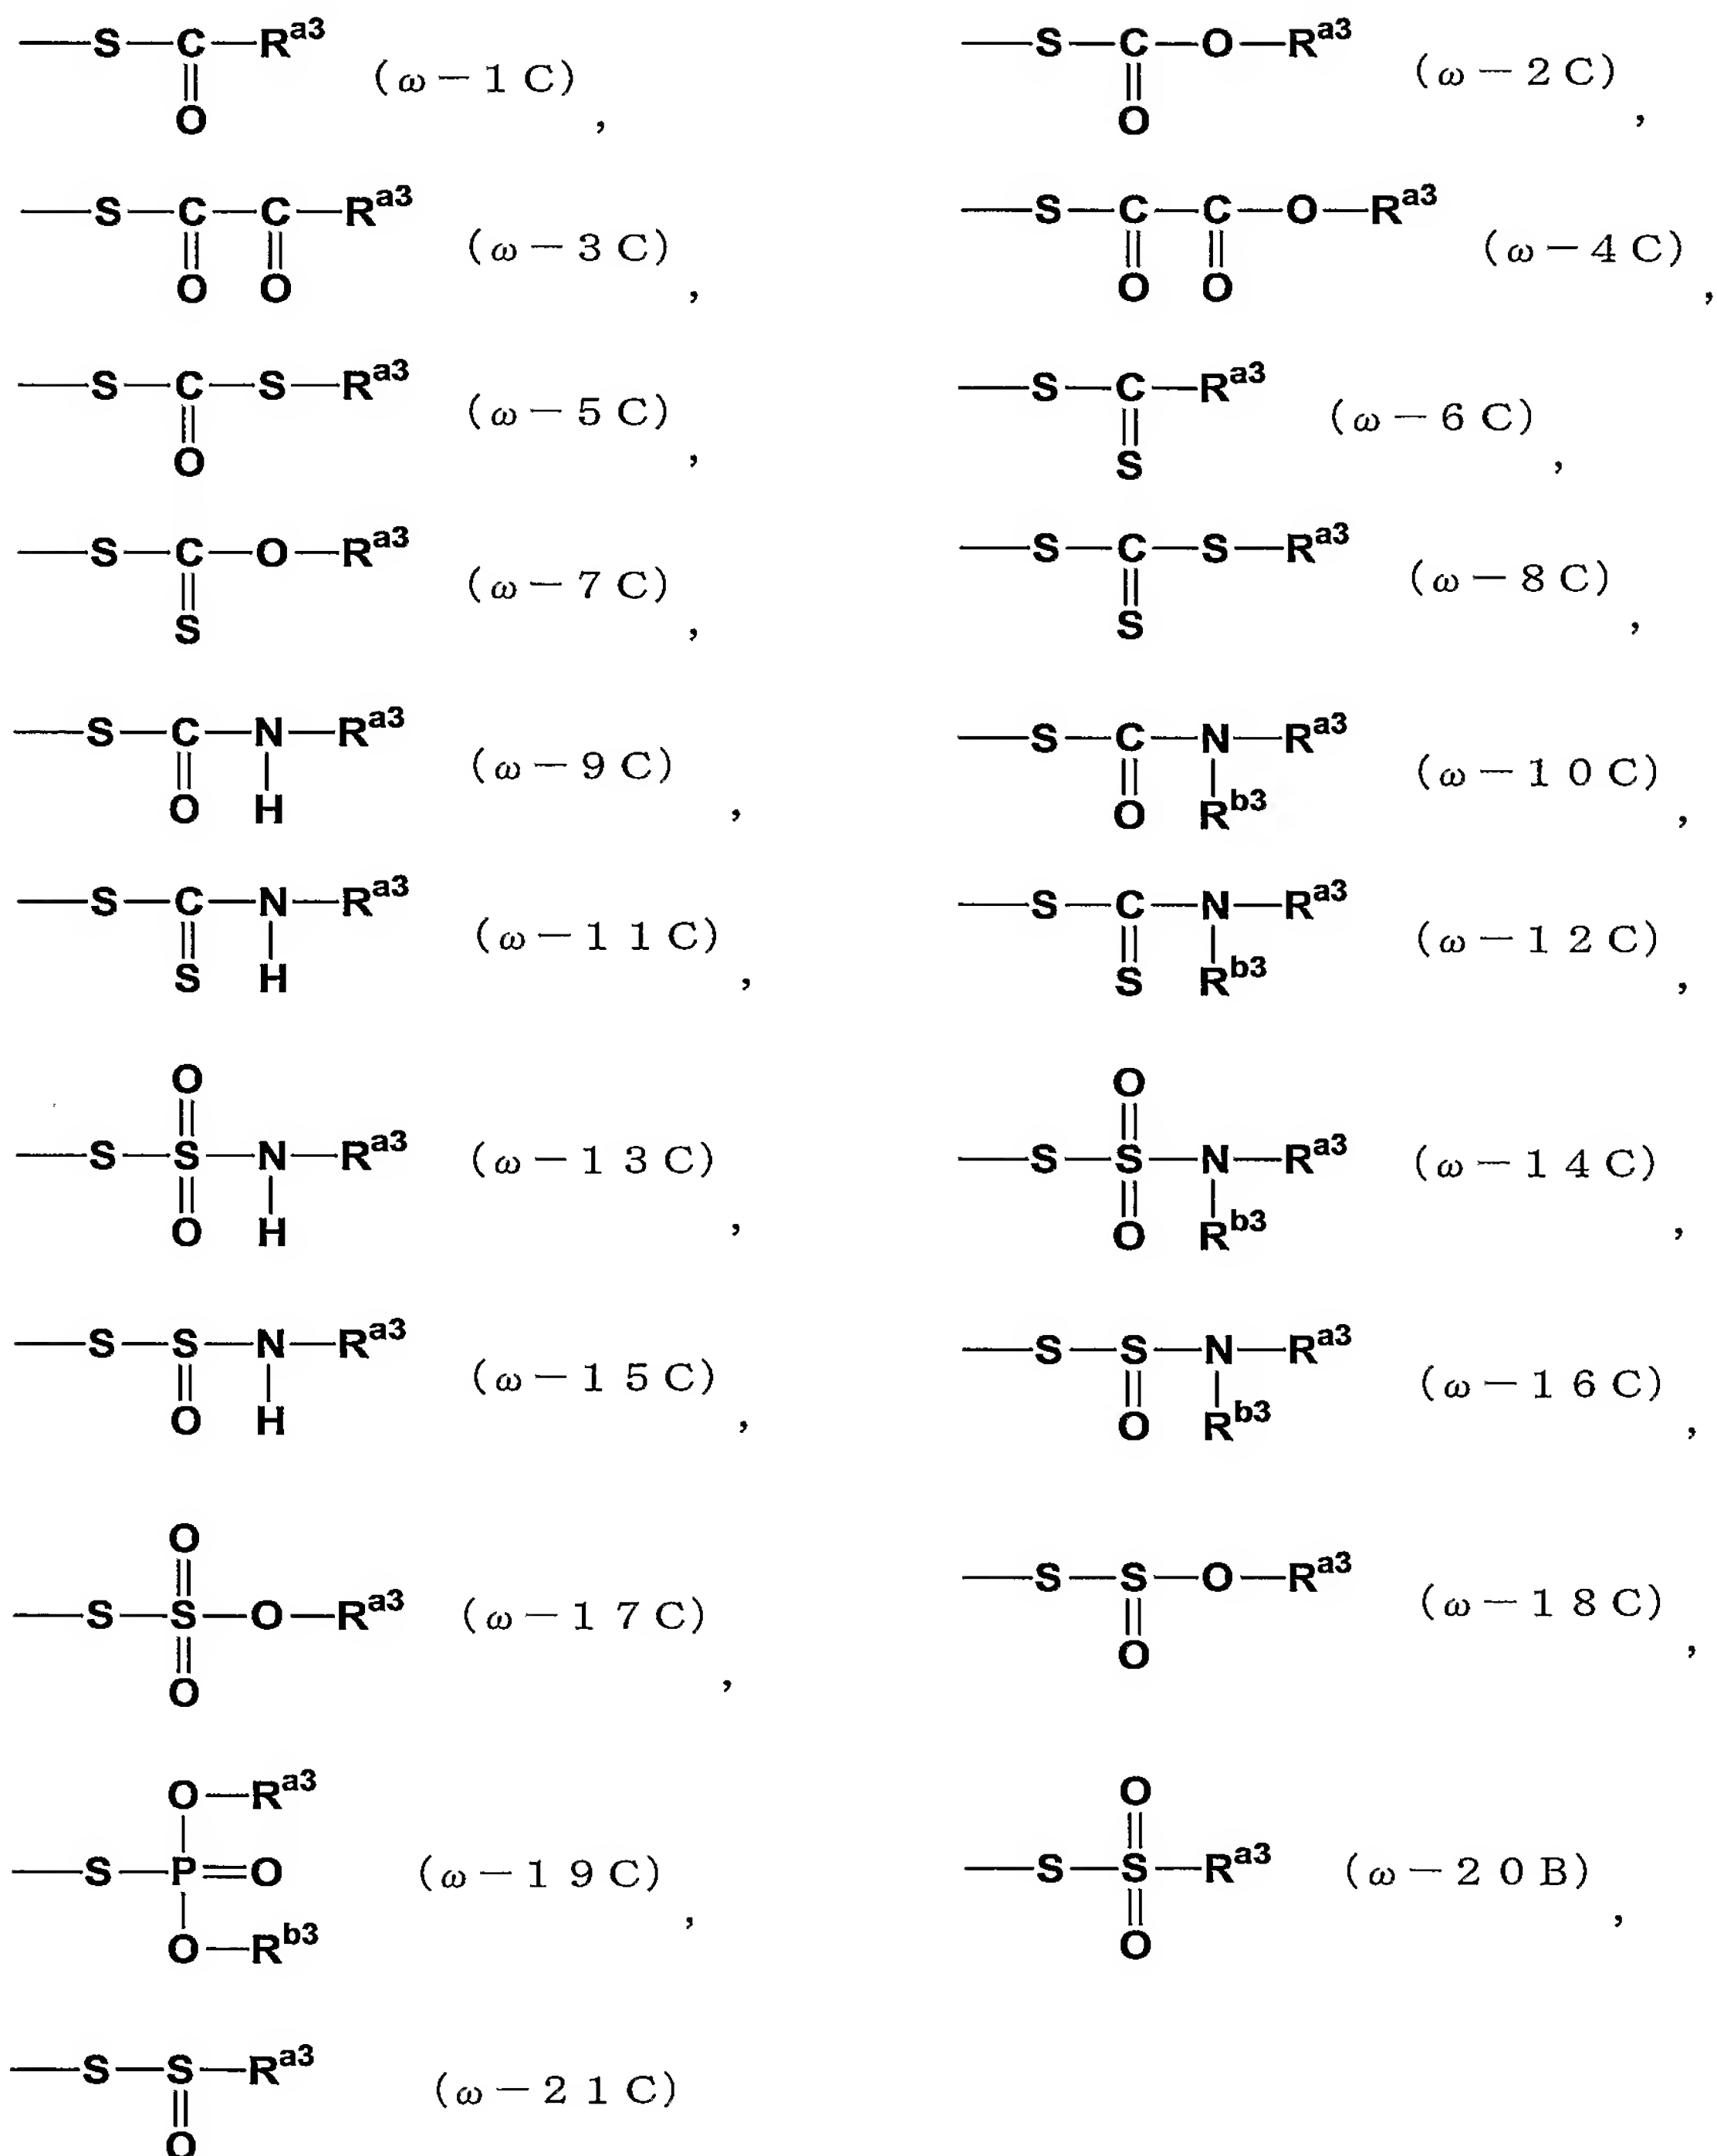 —S—C—R^a3 —S—C—O—R^a3
(ω－１C) , (ω－２C) ,
O O
—S—C—C—R^a3 —S—C—C—O—R^a3
(ω－３C) , (ω－４C) ,
O O O O
—S—C—S—R^a3 —S—C—R^a3
(ω－５C) , (ω－６C) ,
O S
—S—C—O—R^a3 —S—C—S—R^a3
(ω－７C) , (ω－８C) ,
S S
—S—C—N—R^a3 —S—C—N—R^a3
(ω－９C) , (ω－１０C) ,
O H O R^b3
—S—C—N—R^a3 —S—C—N—R^a3
(ω－１１C) , (ω－１２C) ,
S H S R^b3
O O
—S—S—N—R^a3 (ω－１３C) , —S—S—N—R^a3 (ω－１４C) ,
O H O R^b3
—S—S—N—R^a3 —S—S—N—R^a3
(ω－１５C) , (ω－１６C) ,
O H O R^b3
O
—S—S—O—R^a3 (ω－１７C) , —S—S—O—R^a3 (ω－１８C) ,
O O
O—R^a3 O
—S—P=O (ω－１９C) , —S—S—R^a3 (ω－２０B) ,
O—R^b3 O
—S—S—R^a3
(ω－２１C)
O